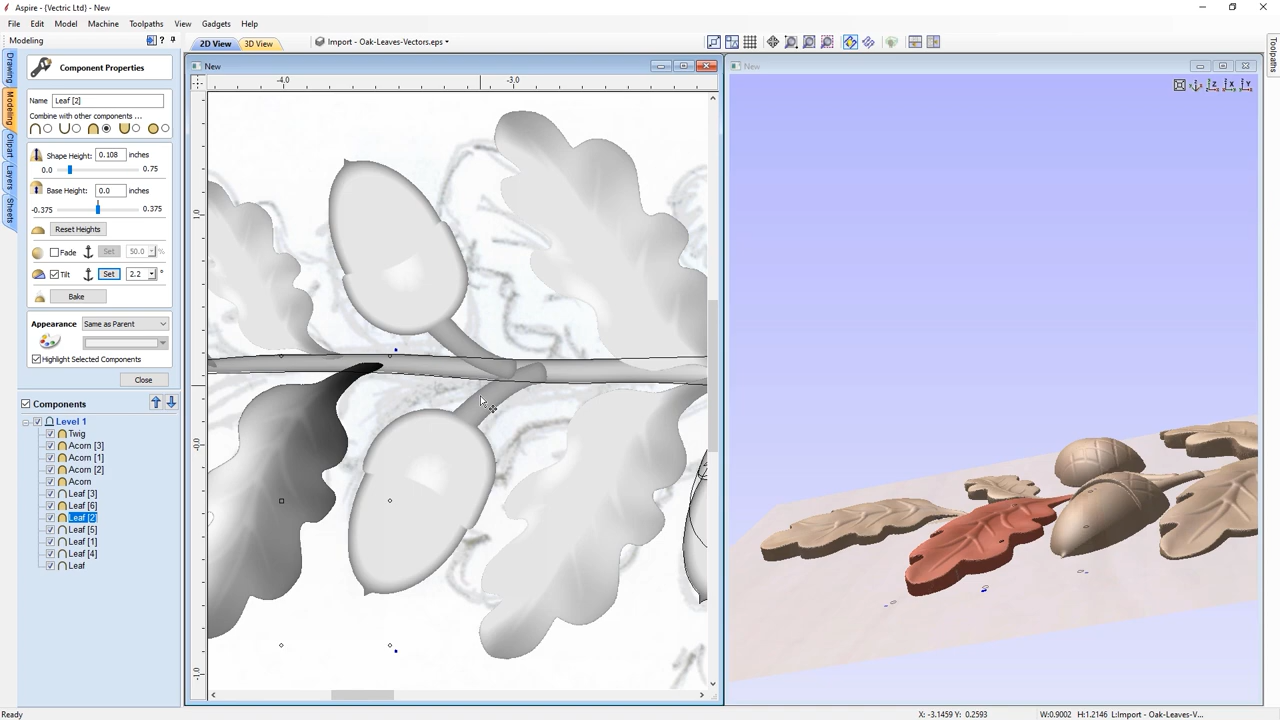 Aspire - {Vectric Ltd} - New
File Edit Model Machine Toolpaths View Gadgets Help
Modeling
2D View 3D View Import - Oak-Leaves-Vectors.eps
Drawing
Modeling
Clipart
Layers
Sheets
Toolpaths
Component Properties
Name Leaf [2]
Combine with other components ...
Shape Height: 0.108 inches
0.0 0.75
Base Height: 0.0 inches
-0.375 0.375
Reset Heights
Fade Set 50.0 %
Tilt Set 2.2 °
Bake
Appearance Same as Parent
Highlight Selected Components
Close
Components
Level 1
Twig
Acorn [3]
Acorn [1]
Acorn [2]
Acorn
Leaf [3]
Leaf [6]
Leaf [2]
Leaf [5]
Leaf [1]
Leaf [4]
Leaf
New
-4.0 -3.0
1.0
-0.0
-1.0
New
Ready
X: -3.1459 Y: 0.2593
W:0.9002 H:1.2146 L:Import - Oak-Leaves-V...